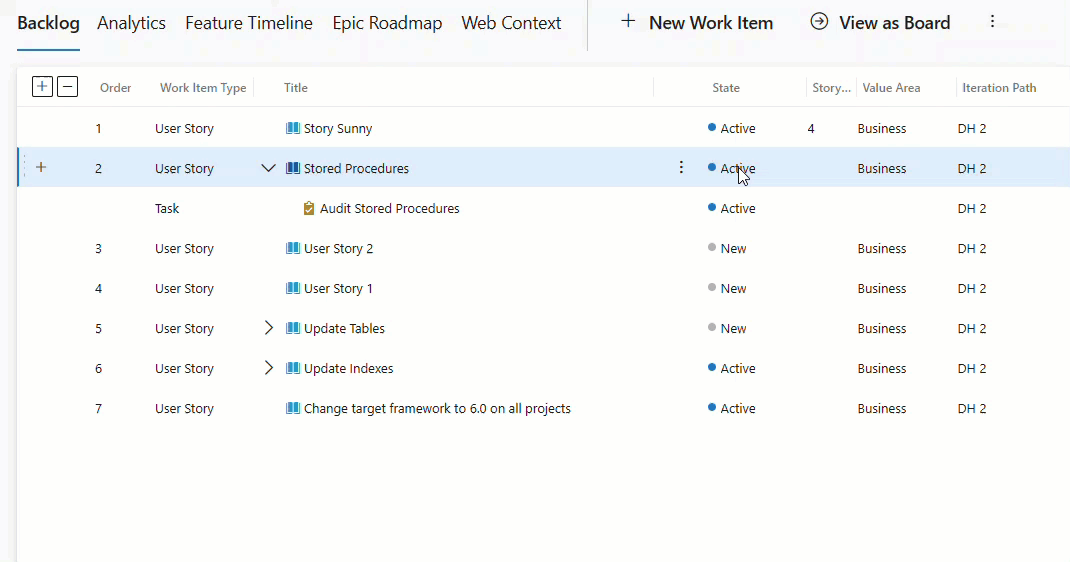 Backlog Analytics Feature Timeline Epic Roadmap Web Context + New Work Item View as Board
Order Work Item Type Title State Story... Value Area Iteration Path
1 User Story Story Sunny Active 4 Business DH 2
+ 2 User Story Stored Procedures Active Business DH 2
Task Audit Stored Procedures Active DH 2
3 User Story User Story 2 New Business DH 2
4 User Story User Story 1 New Business DH 2
5 User Story Update Tables New Business DH 2
6 User Story Update Indexes Active Business DH 2
7 User Story Change target framework to 6.0 on all projects Active Business DH 2